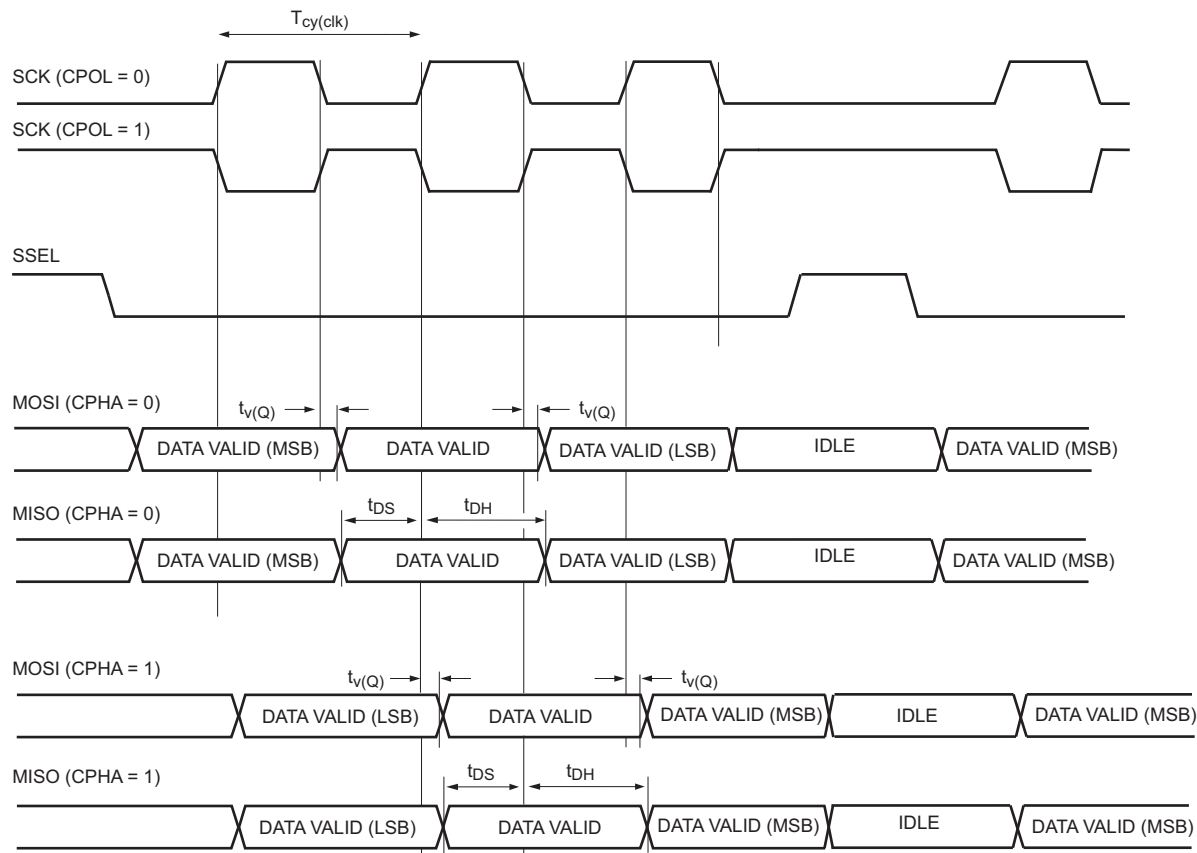 Tcy(clk)
SCK (CPOL = 0)
SCK (CPOL = 1)
SSEL
MOSI (CPHA = 0)
tv(Q) tv(Q)
DATA VALID (MSB) DATA VALID DATA VALID (LSB) IDLE DATA VALID (MSB)
tDS tDH
MISO (CPHA = 0)
DATA VALID (MSB) DATA VALID DATA VALID (LSB) IDLE DATA VALID (MSB)
MOSI (CPHA = 1)
tv(Q) tv(Q)
DATA VALID (LSB) DATA VALID DATA VALID (MSB) IDLE DATA VALID (MSB)
tDS tDH
MISO (CPHA = 1)
DATA VALID (LSB) DATA VALID DATA VALID (MSB) IDLE DATA VALID (MSB)